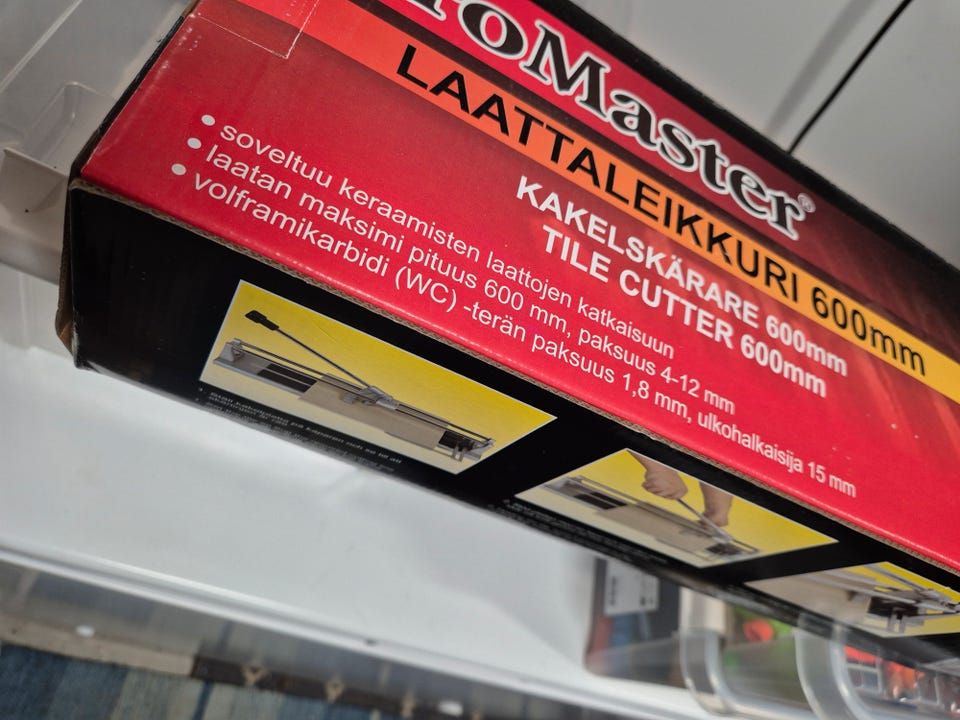 roMaster®
LAATTALEIKKURI 600mm
KAKELSKÄRARE 600mm
TILE CUTTER 600mm
• soveltuu keraamisten laattojen katkaisuun
• laatan maksimi pituus 600 mm, paksuus 4-12 mm
• volframikarbidi (WC) -terän paksuus 1,8 mm, ulkohalkaisija 15 mm